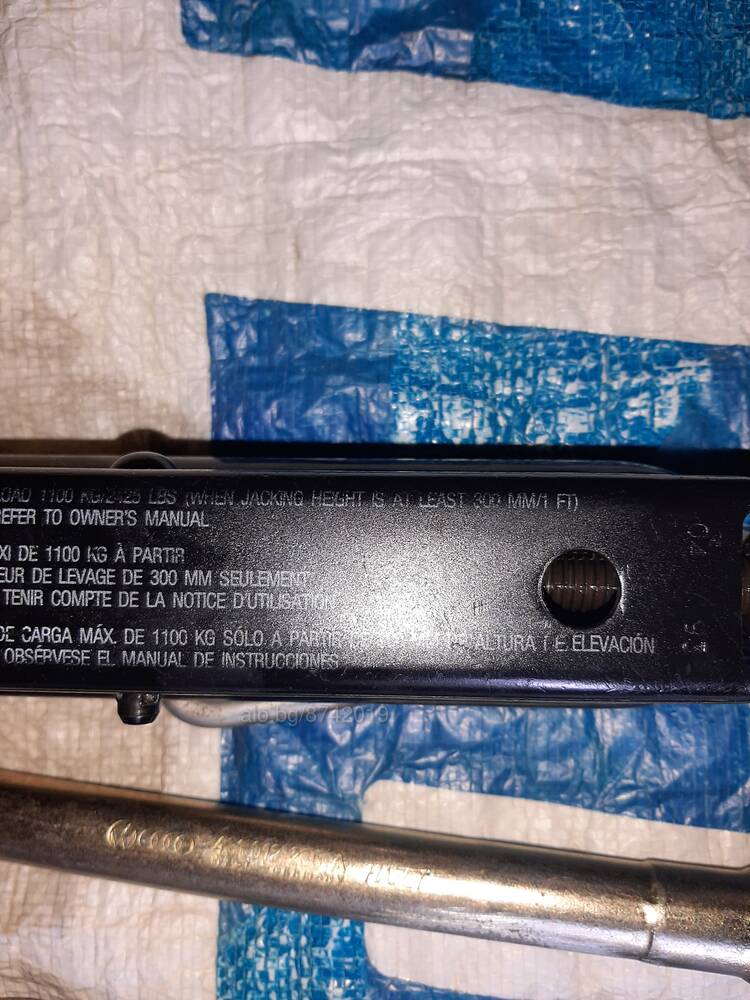 LOAD 1100 KG/2425 LBS (WHEN JACKING HEIGHT IS AT LEAST 300 MM/1 FT)
REFER TO OWNER'S MANUAL
XI DE 1100 KG À PARTIR
EUR DE LEVAGE DE 300 MM SEULEMENT
TENIR COMPTE DE LA NOTICE D'UTILISATION
DE CARGA MÁX. DE 1100 KG SÓLO A PARTIR ALTURA DE ELEVACIÓN
OBSÉRVESE EL MANUAL DE INSTRUCCIONES
alo.bg/8742019